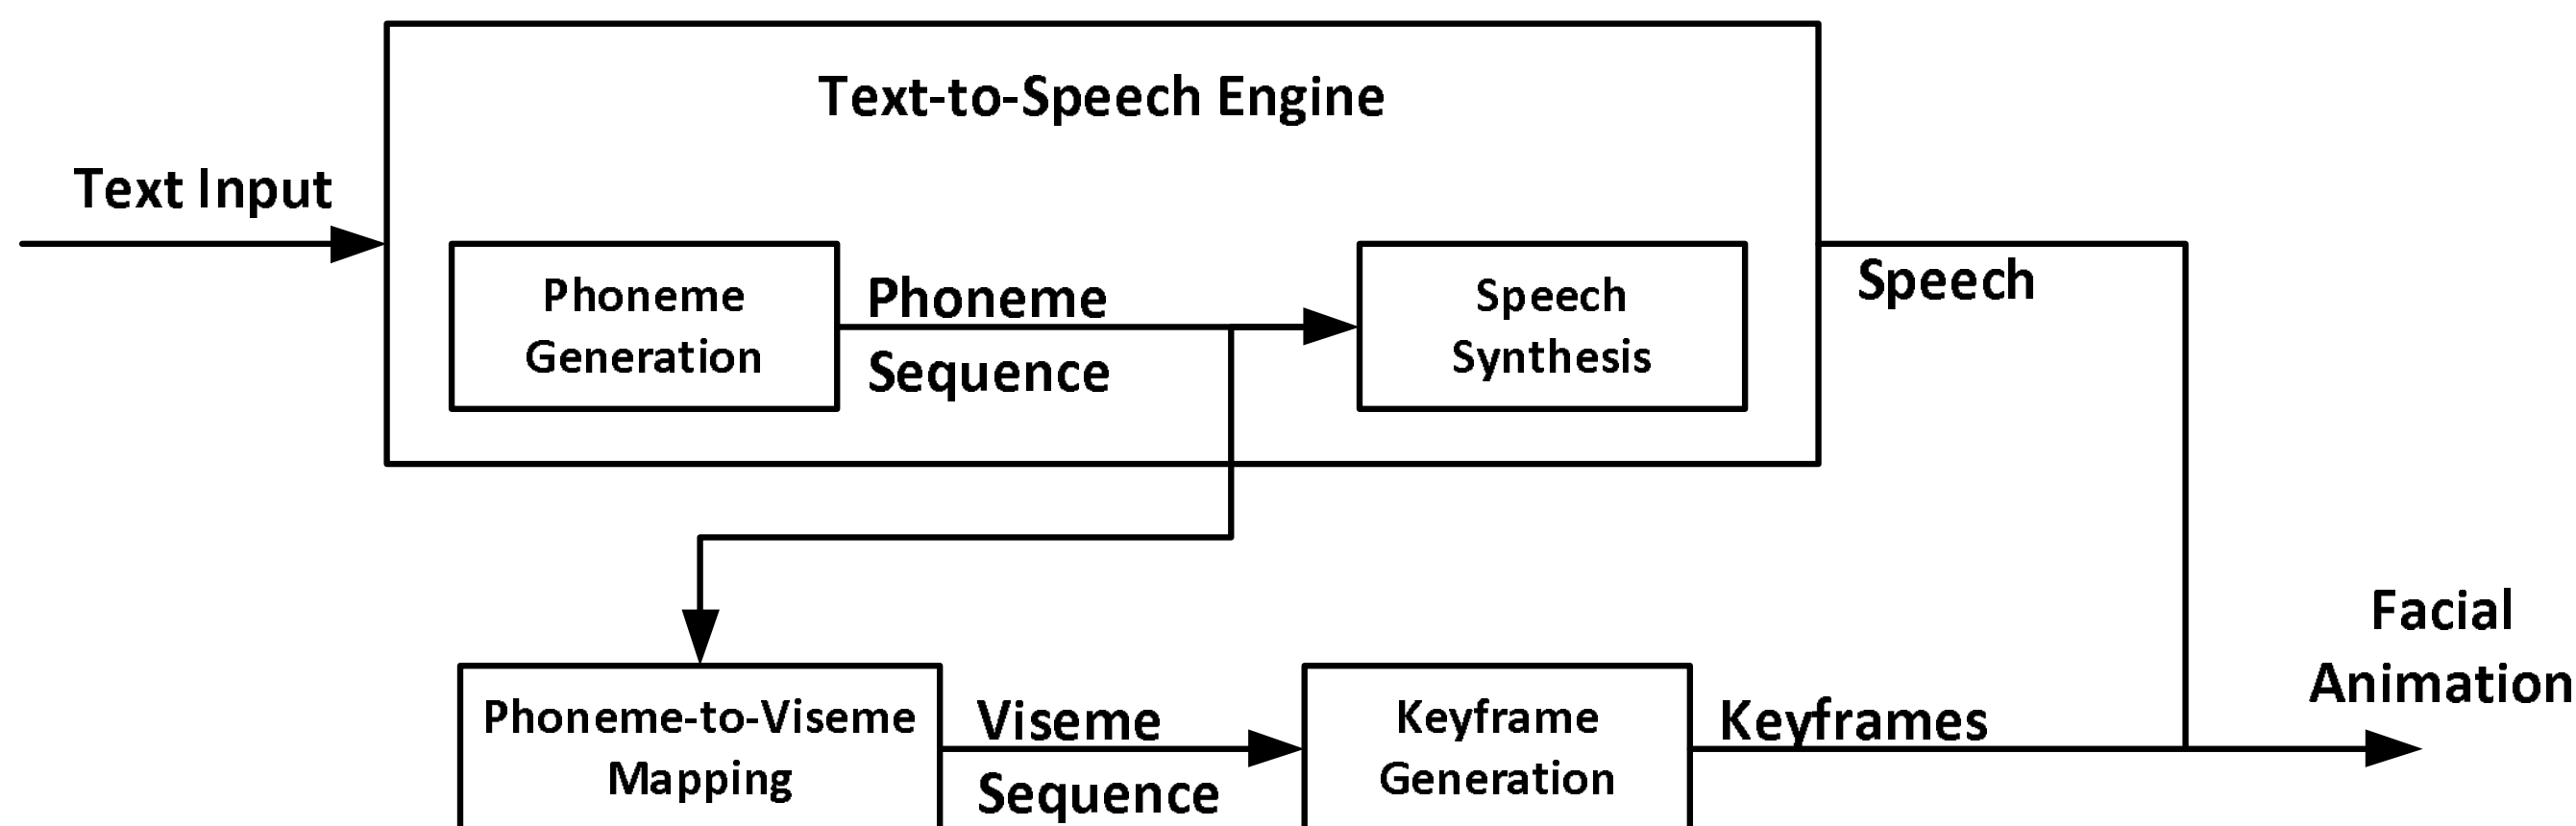 Text-to-Speech Engine
Text Input
Phoneme
Generation
Phoneme
Sequence
Speech
Synthesis
Speech
Facial
Animation
Phoneme-to-Viseme
Mapping
Viseme
Sequence
Keyframe
Generation
Keyframes